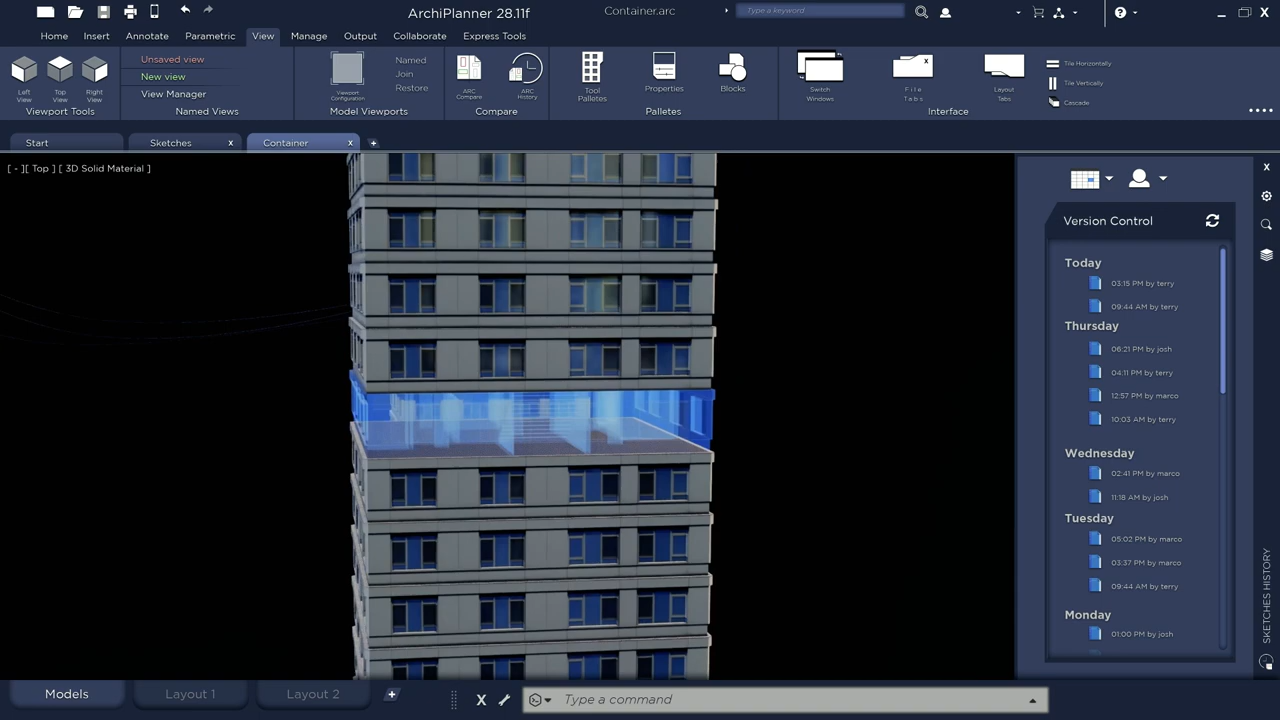 ArchiPlanner 28.11f
Container.arc
Type a keyword
Home
Insert
Annotate
Parametric
View
Manage
Output
Collaborate
Express Tools
Left View
Top View
Right View
Viewport Tools
Unsaved view
New view
View Manager
Named Views
Viewport Configuration
Named
Join
Restore
Model Viewports
ARC Compare
ARC History
Compare
Tool Palletes
Properties
Blocks
Palletes
Switch Windows
File Tabs
Layout Tabs
Tile Horizontally
Tile Vertically
Cascade
Interface
Start
Sketches x
Container x
[ - ][ Top ] [ 3D Solid Material ]
Version Control
Today
03:15 PM by terry
09:44 AM by terry
Thursday
06:21 PM by josh
04:11 PM by terry
12:57 PM by marco
10:03 AM by terry
Wednesday
02:41 PM by marco
11:18 AM by josh
Tuesday
05:02 PM by marco
03:37 PM by marco
09:44 AM by terry
Monday
01:00 PM by josh
SKETCHES HISTORY
Models
Layout 1
Layout 2
Type a command